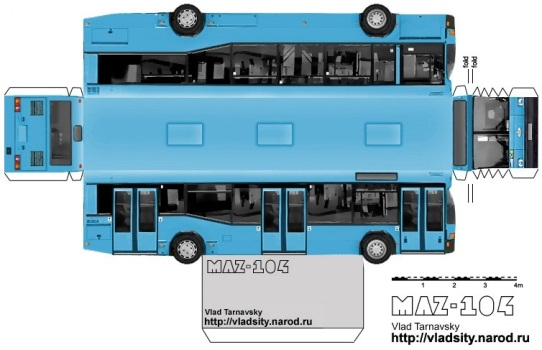 fold
fold
MAZ-104
Vlad Tarnavsky
http://vladsity.narod.ru
1 2 3 4m
MAZ-104
Vlad Tarnavsky
http://vladsity.narod.ru